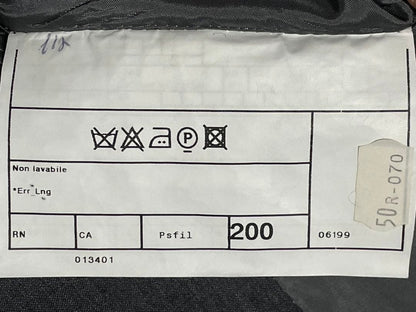 Non lavabile
*Err_Lng
50R-070
RN
CA
Psfil
200
06199
013401